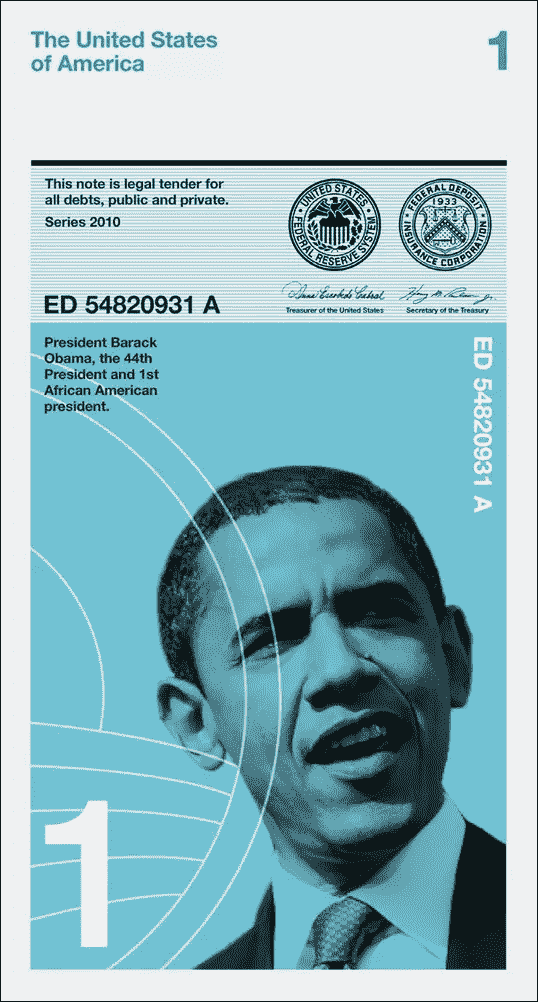 The United States
of America
1
This note is legal tender for
all debts, public and private.
Series 2010
UNITED STATES
FEDERAL RESERVE SYSTEM
FEDERAL DEPOSIT
1933
INSURANCE CORPORATION
Treasurer of the United States
Secretary of the Treasury
ED 54820931 A
President Barack
Obama, the 44th
President and 1st
African American
president.
ED 54820931 A
1